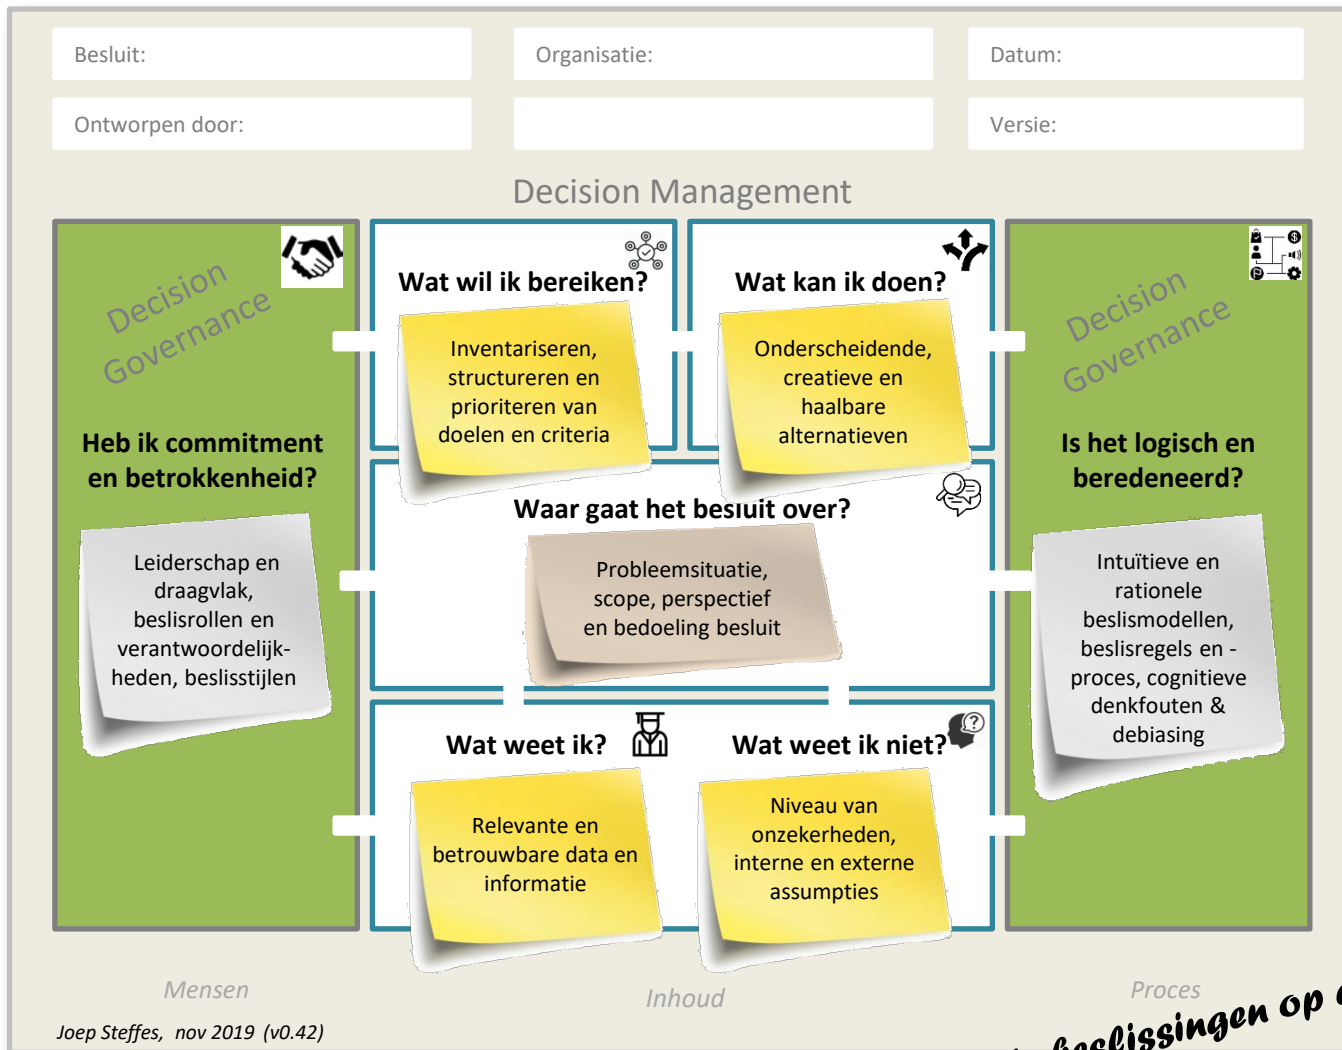 Besluit:
Organisatie:
Datum:
Ontworpen door:
Versie:
Decision Management
Decision
Governance
Heb ik commitment
en betrokkenheid?
Leiderschap en
draagvlak,
beslisrollen en
verantwoordelijk-
heden, beslisstijlen
Wat wil ik bereiken?
Inventariseren,
structureren en
prioriteren van
doelen en criteria
Wat kan ik doen?
Onderscheidende,
creatieve en
haalbare
alternatieven
Waar gaat het besluit over?
Probleemsituatie,
scope, perspectief
en bedoeling besluit
Wat weet ik?
Relevante en
betrouwbare data en
informatie
Wat weet ik niet?
Niveau van
onzekerheden,
interne en externe
assumpties
Decision
Governance
Is het logisch en
beredeneerd?
Intuïtieve en
rationele
beslismodellen,
beslisregels en -
proces, cognitieve
denkfouten &
debiasing
Mensen
Inhoud
Proces
Joep Steffes, nov 2019 (v0.42)
beslissingen op